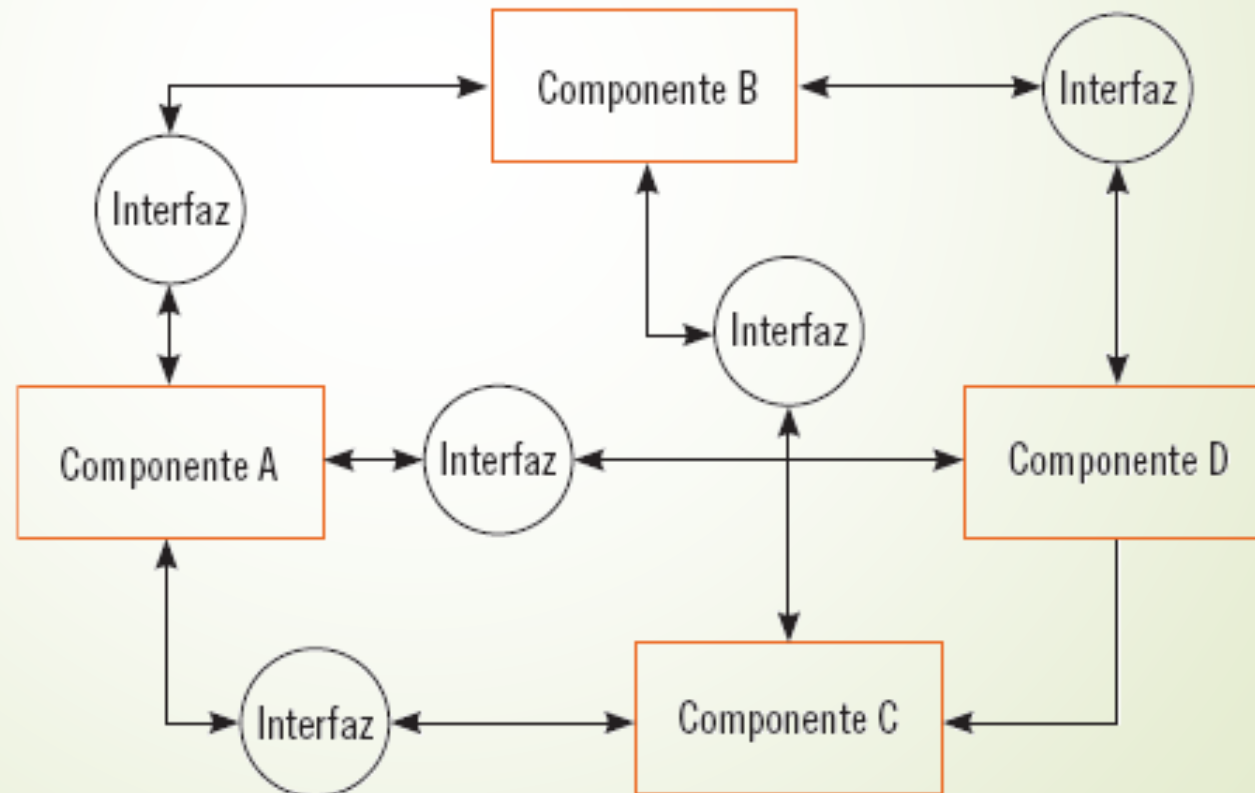 Componente B
Interfaz
Interfaz
Interfaz
Componente A
Interfaz
Componente D
Interfaz
Componente C